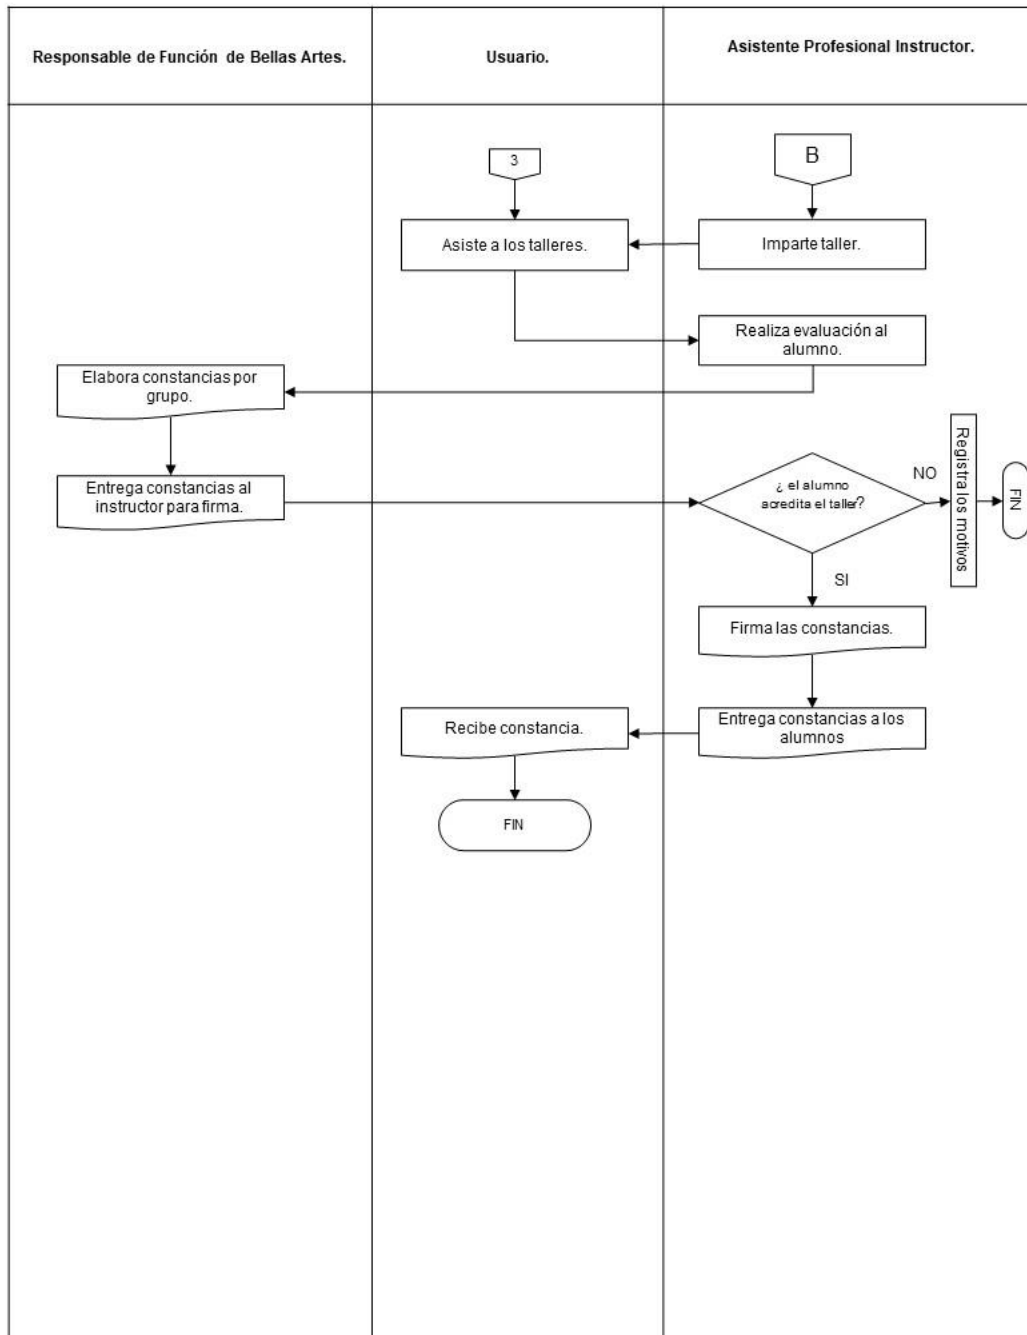 Responsable de Función de Bellas Artes.
Usuario.
Asistente Profesional Instructor.
3
B
Asiste a los talleres.
Imparte taller.
Realiza evaluación al
alumno.
Elabora constancias por
grupo.
Entrega constancias al
instructor para firma.
¿ el alumno
acredita el taller?
NO
Registra los motivos
FIN
SI
Firma las constancias.
Entrega constancias a los
alumnos
Recibe constancia.
FIN